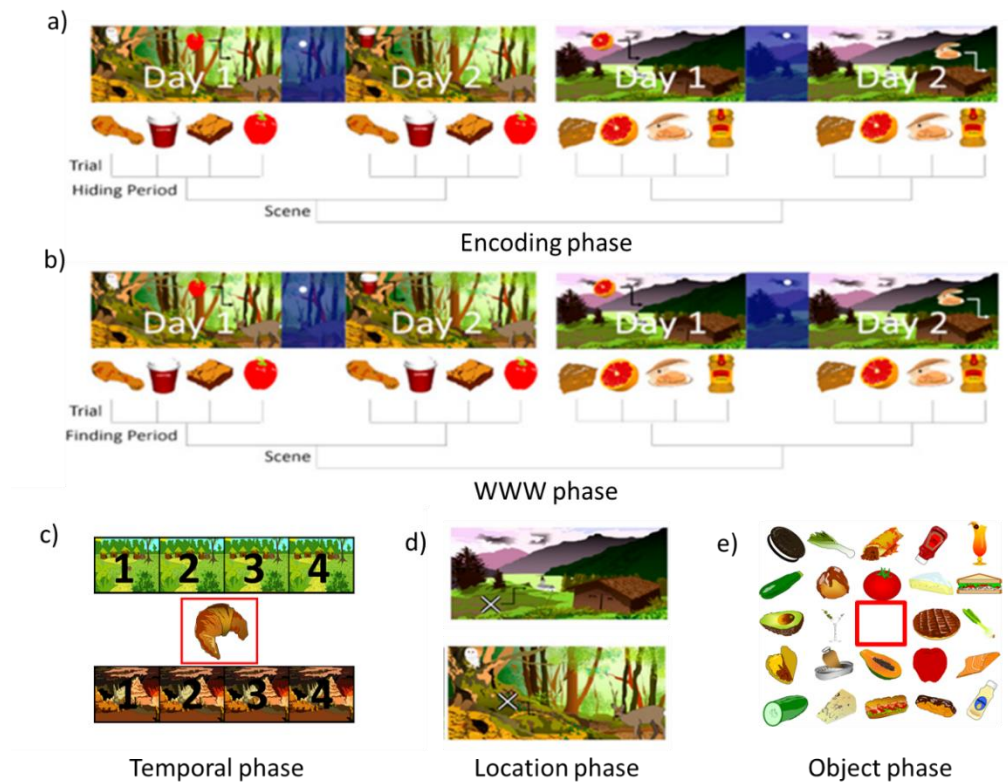 a)
Day 1 Day 2 Day 1 Day 2
Trial
Hiding Period
Scene
Encoding phase
b)
Day 1 Day 2 Day 1 Day 2
Trial
Finding Period
Scene
WWW phase
c)
1 2 3 4
1 2 3 4
Temporal phase
d)
Location phase
e)
Object phase